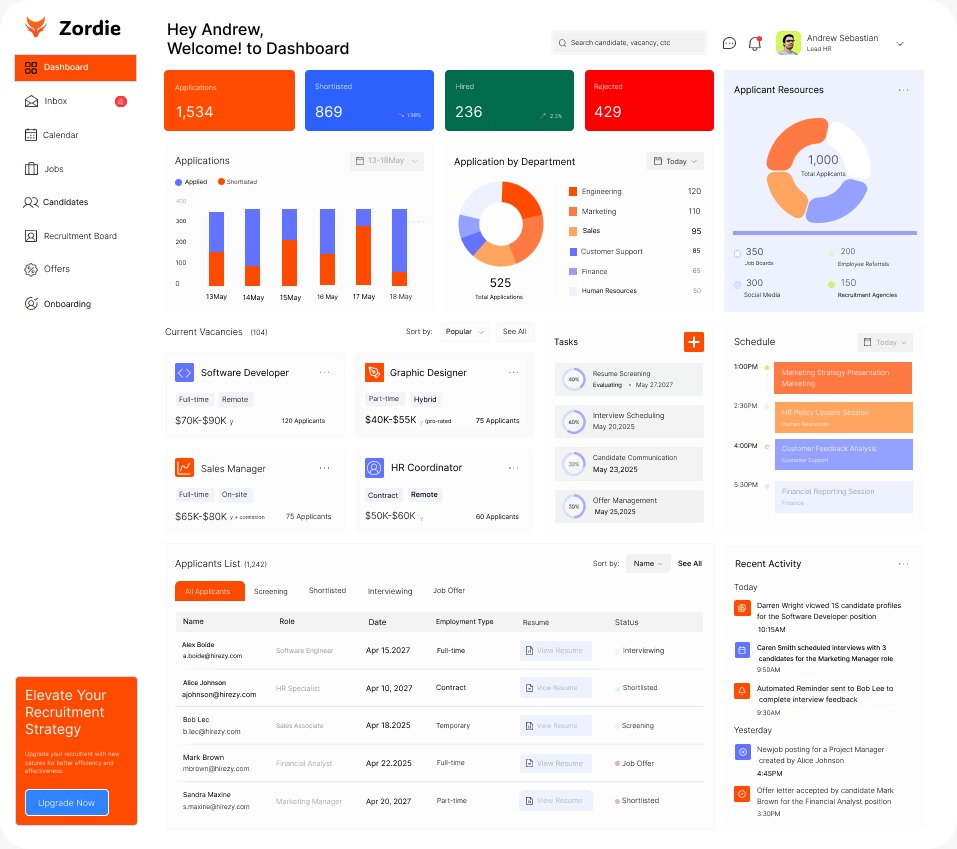 Zordie
Dashboard
Inbox
4
Calendar
Jobs
Candidates
Recruitment Board
Offers
Onboarding
Elevate Your
Recruitment
Strategy
Upgrade your recruitrent with new
catures for better efficiency and
effectiveness.
Upgrade Now
Hey Andrew,
Welcome! to Dashboard
Search candidate, vacancy, ctc
Andrew Sebastian
Lead HR
Applications
1,534
Shortlisted
869
1.98%
Hired
236
2.3%
Rejected
429
Applications
13-18May
Applied
Shortlisted
400
300
200
100
0
13May
14May
15May
16 May
17 May
18 May
Application by Department
Today
525
Total Applications
Engineering 120
Marketing 110
Sales 95
Customer Support 85
Finance 65
Human Resources 50
Applicant Resources
1,000
Total Applicants
350
Job Boards
200
Employee Referrals
300
Social Media
150
Recruitment Agencies
Current Vacancies (104)
Sort by: Popular
See All
Software Developer
Full-time Remote
$70K-$90K y 120 Applicants
Graphic Designer
Part-time Hybrid
$40K-$55K y (pro-rated 75 Applicants
Sales Manager
Full-time On-site
$65K-$80K y + comission 75 Applicants
HR Coordinator
Contract Remote
$50K-$60K y 60 Applicants
Tasks
40% Resume Screening
Evaluating • May 27.2027
60% Interview Scheduling
May 20,2025
30% Candidate Communication
May 23,2025
50% Offer Management
May 25,2025
Schedule
Today
1:00PM Marketing Strategy Presentation
Marketing
2:30PM HR Policy Update Session
Human Resources
4:00PM Customer Feedback Analysis
Customer Support
5:30PM Financial Reporting Session
Finance
Applicants List (1,242)
Sort by: Name
See All
All Applicants Screening Shortlisted Interviewing Job Offer
Name Role Date Employment Type Resume Status
Alex Boide
a.boide@hirezy.com Software Engineer Apr 15.2027 Full-time View Resume Interviewing
Alice Johnson
ajohnson@hirezy.com HR Specialist Apr 10, 2027 Contract View Resume Shortlisted
Bob Lec
b.lec@hirezy.com Sales Associate Apr 18.2025 Temporary View Resume Screening
Mark Brown
mbrown@hirezy.com Financial Analyst Apr 22.2025 Full-time View Resume Job Offer
Sandra Maxine
s.maxine@hirezy.com Marketing Manager Apr 20, 2027 Part-time View Resume Shortlisted
Recent Activity
Today
Darren Wright vicwed 1S candidate profiles
for the Software Developer position
10:15AM
Caren Smith scheduled interviews with 3
candidates for the Marketing Manager role
9:50AM
Automated Reminder sent to Bob Lee to
complete interview feedback
9:30AM
Yesterday
Newjob posting for a Project Manager
created by Alice Johnson
4:45PM
Offer letter accepted by candidate Mark
Brown for the Financial Analyst position
3:30PM